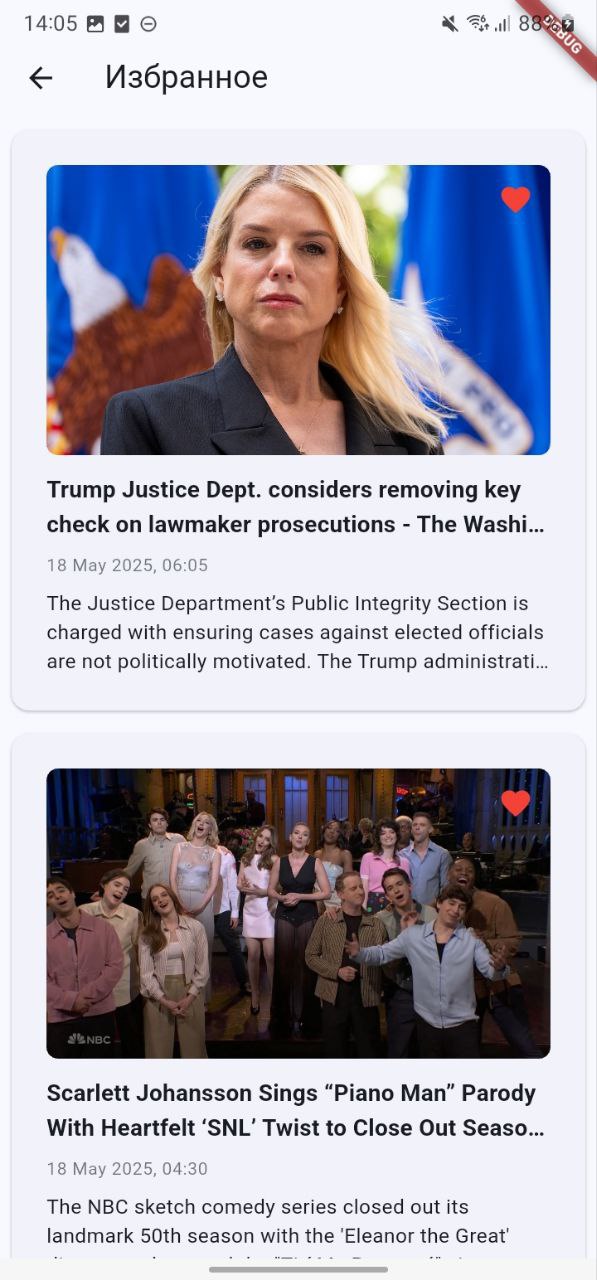 14:05
88%
DEBUG
Избранное
Trump Justice Dept. considers removing key
check on lawmaker prosecutions - The Washi…
18 May 2025, 06:05
The Justice Department’s Public Integrity Section is
charged with ensuring cases against elected officials
are not politically motivated. The Trump administrati…
NBC
Scarlett Johansson Sings “Piano Man” Parody
With Heartfelt ‘SNL’ Twist to Close Out Seaso…
18 May 2025, 04:30
The NBC sketch comedy series closed out its
landmark 50th season with the 'Eleanor the Great'